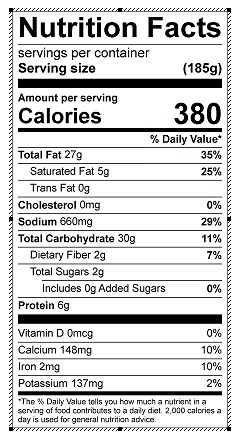 Nutrition Facts
servings per container
Serving size (185g)
Amount per serving
Calories 380
% Daily Value*
Total Fat 27g 35%
Saturated Fat 5g 25%
Trans Fat 0g
Cholesterol 0mg 0%
Sodium 660mg 29%
Total Carbohydrate 30g 11%
Dietary Fiber 2g 7%
Total Sugars 2g
Includes 0g Added Sugars 0%
Protein 6g
Vitamin D 0mcg 0%
Calcium 148mg 10%
Iron 2mg 10%
Potassium 137mg 2%
*The % Daily Value tells you how much a nutrient in a
serving of food contributes to a daily diet. 2,000 calories a
day is used for general nutrition advice.